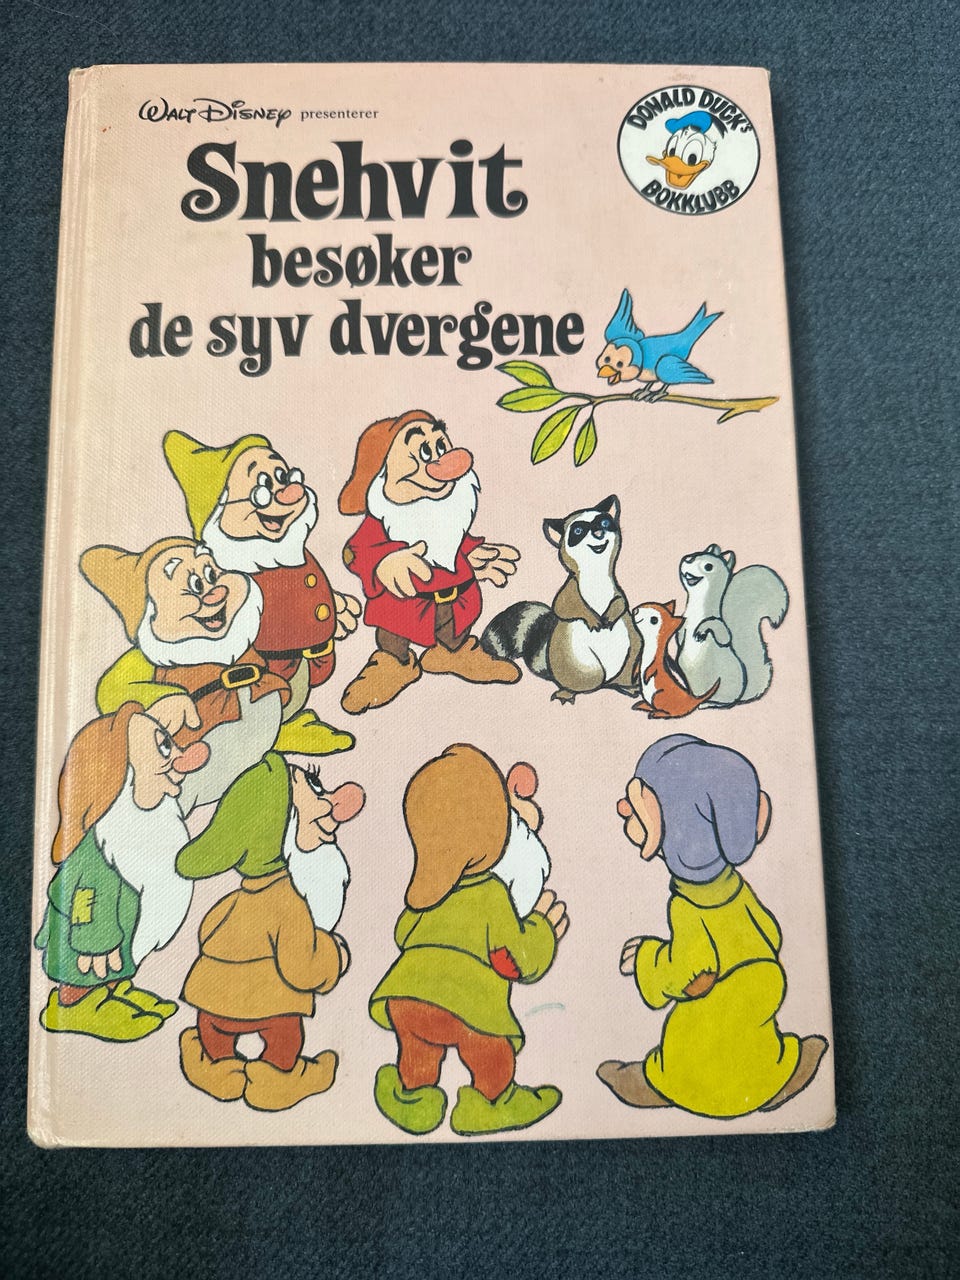 WALT DISNEY presenterer
Snehvit
besøker
de syv dvergene
DONALD DUCK's
BOKKLUBB